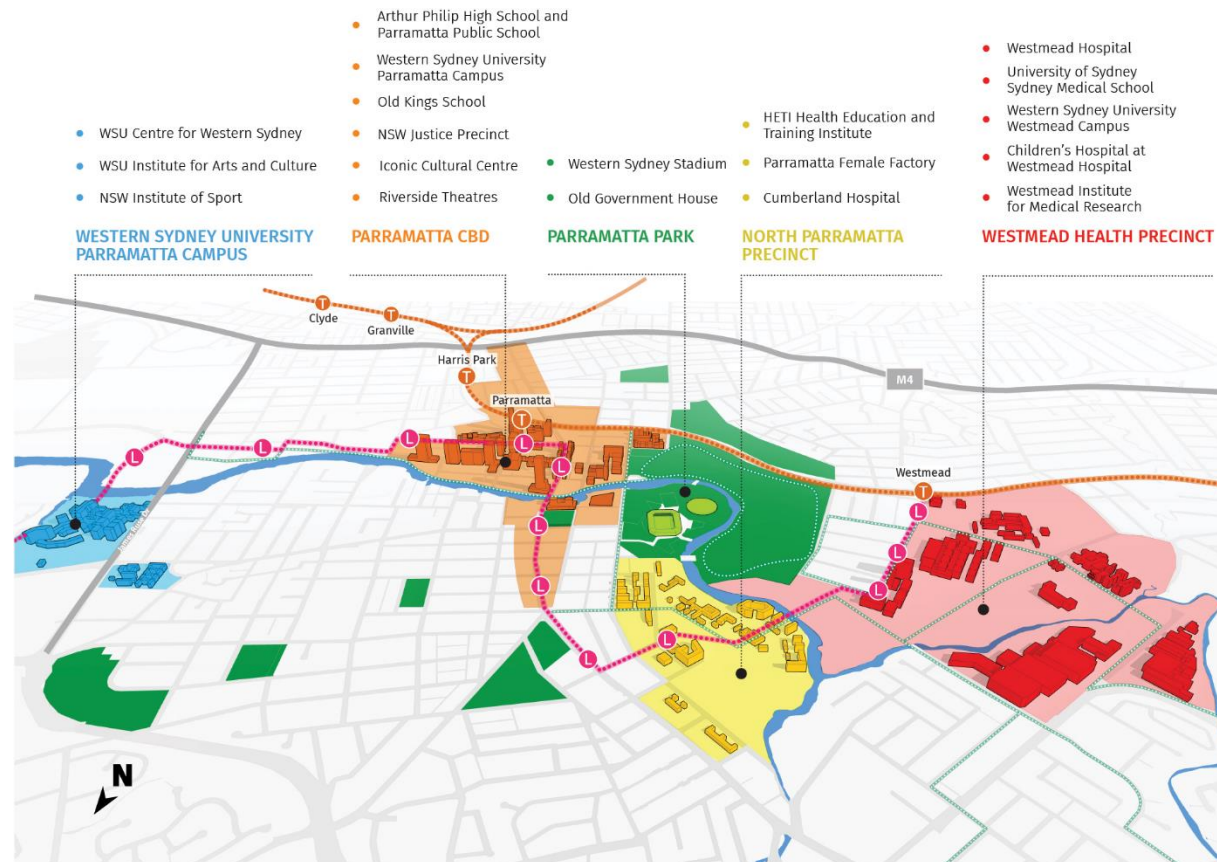 WSU Centre for Western Sydney
WSU Institute for Arts and Culture
NSW Institute of Sport
WESTERN SYDNEY UNIVERSITY
PARRAMATTA CAMPUS
Arthur Philip High School and
Parramatta Public School
Western Sydney University
Parramatta Campus
Old Kings School
NSW Justice Precinct
Iconic Cultural Centre
Riverside Theatres
PARRAMATTA CBD
Western Sydney Stadium
Old Government House
PARRAMATTA PARK
HETI Health Education and
Training Institute
Parramatta Female Factory
Cumberland Hospital
NORTH PARRAMATTA
PRECINCT
Westmead Hospital
University of Sydney
Sydney Medical School
Western Sydney University
Westmead Campus
Children's Hospital at
Westmead Hospital
Westmead Institute
for Medical Research
WESTMEAD HEALTH PRECINCT
T
Clyde
T
Granville
Harris Park
T
M4
Parramatta
T
L
L
L
L
L
L
L
L
L
L
Westmead
T
L
L
L
N